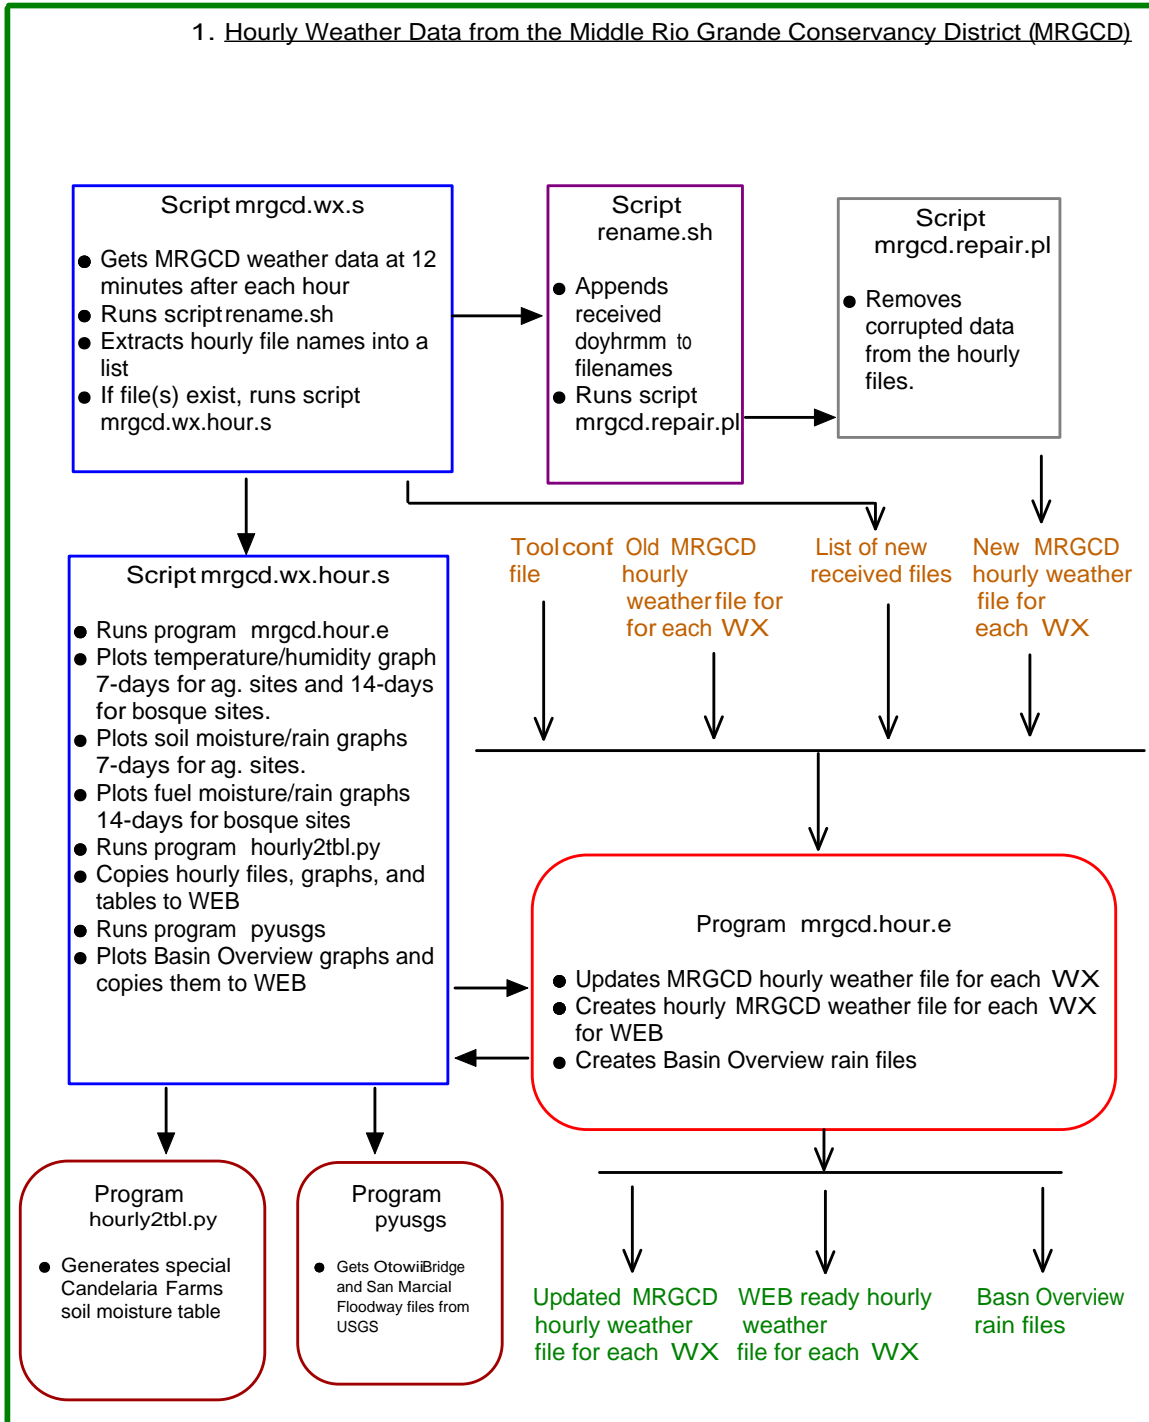 1. Hourly Weather Data from the Middle Rio Grande Conservancy District (MRGCD)
Script mrgcd.wx.s
● Gets MRGCD weather data at 12
minutes after each hour
● Runs script rename.sh
● Extracts hourly file names into a
list
● If file(s) exist, runs script
mrgcd.wx.hour.s
Script
rename.sh
● Appends
received
doyhrmm to
filenames
● Runs script
mrgcd.repair.pl
Script
mrgcd.repair.pl
● Removes
corrupted data
from the hourly
files.
Tool conf
file
Old MRGCD
hourly
weather file for
for each WX
List of new
received files
New MRGCD
hourly weather
file for
each WX
Script mrgcd.wx.hour.s
● Runs program mrgcd.hour.e
● Plots temperature/humidity graph
7-days for ag. sites and 14-days
for bosque sites.
● Plots soil moisture/rain graphs
7-days for ag. sites.
● Plots fuel moisture/rain graphs
14-days for bosque sites
● Runs program hourly2tbl.py
● Copies hourly files, graphs, and
tables to WEB
● Runs program pyusgs
● Plots Basin Overview graphs and
copies them to WEB
Program mrgcd.hour.e
● Updates MRGCD hourly weather file for each WX
● Creates hourly MRGCD weather file for each WX
for WEB
● Creates Basin Overview rain files
Program
hourly2tbl.py
● Generates special
Candelaria Farms
soil moisture table
Program
pyusgs
● Gets OtowiiBridge
and San Marcial
Floodway files from
USGS
Updated MRGCD
hourly weather
file for each WX
WEB ready hourly
weather
file for each WX
Basn Overview
rain files